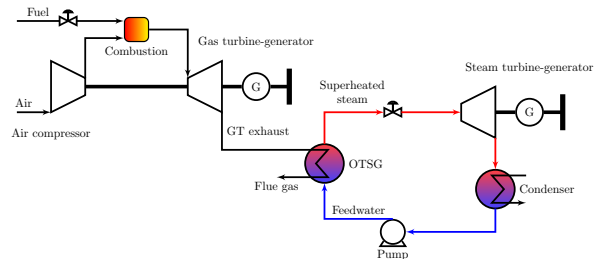 Fuel
Combustion
Gas turbine-generator
G
Air
Air compressor
GT exhaust
Superheated
steam
Steam turbine-generator
G
OTSG
Flue gas
Condenser
Feedwater
Pump